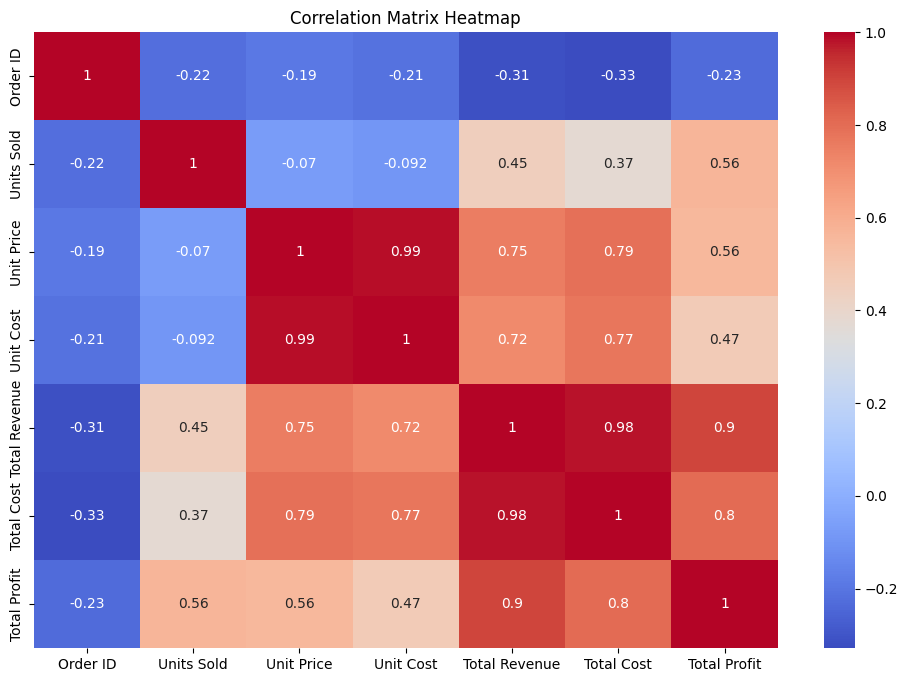 Correlation Matrix Heatmap
Order ID 1 -0.22 -0.19 -0.21 -0.31 -0.33 -0.23
Units Sold -0.22 1 -0.07 -0.092 0.45 0.37 0.56
Unit Price -0.19 -0.07 1 0.99 0.75 0.79 0.56
Unit Cost -0.21 -0.092 0.99 1 0.72 0.77 0.47
Total Revenue -0.31 0.45 0.75 0.72 1 0.98 0.9
Total Cost -0.33 0.37 0.79 0.77 0.98 1 0.8
Total Profit -0.23 0.56 0.56 0.47 0.9 0.8 1
Order ID Units Sold Unit Price Unit Cost Total Revenue Total Cost Total Profit
1.0
0.8
0.6
0.4
0.2
0.0
−0.2